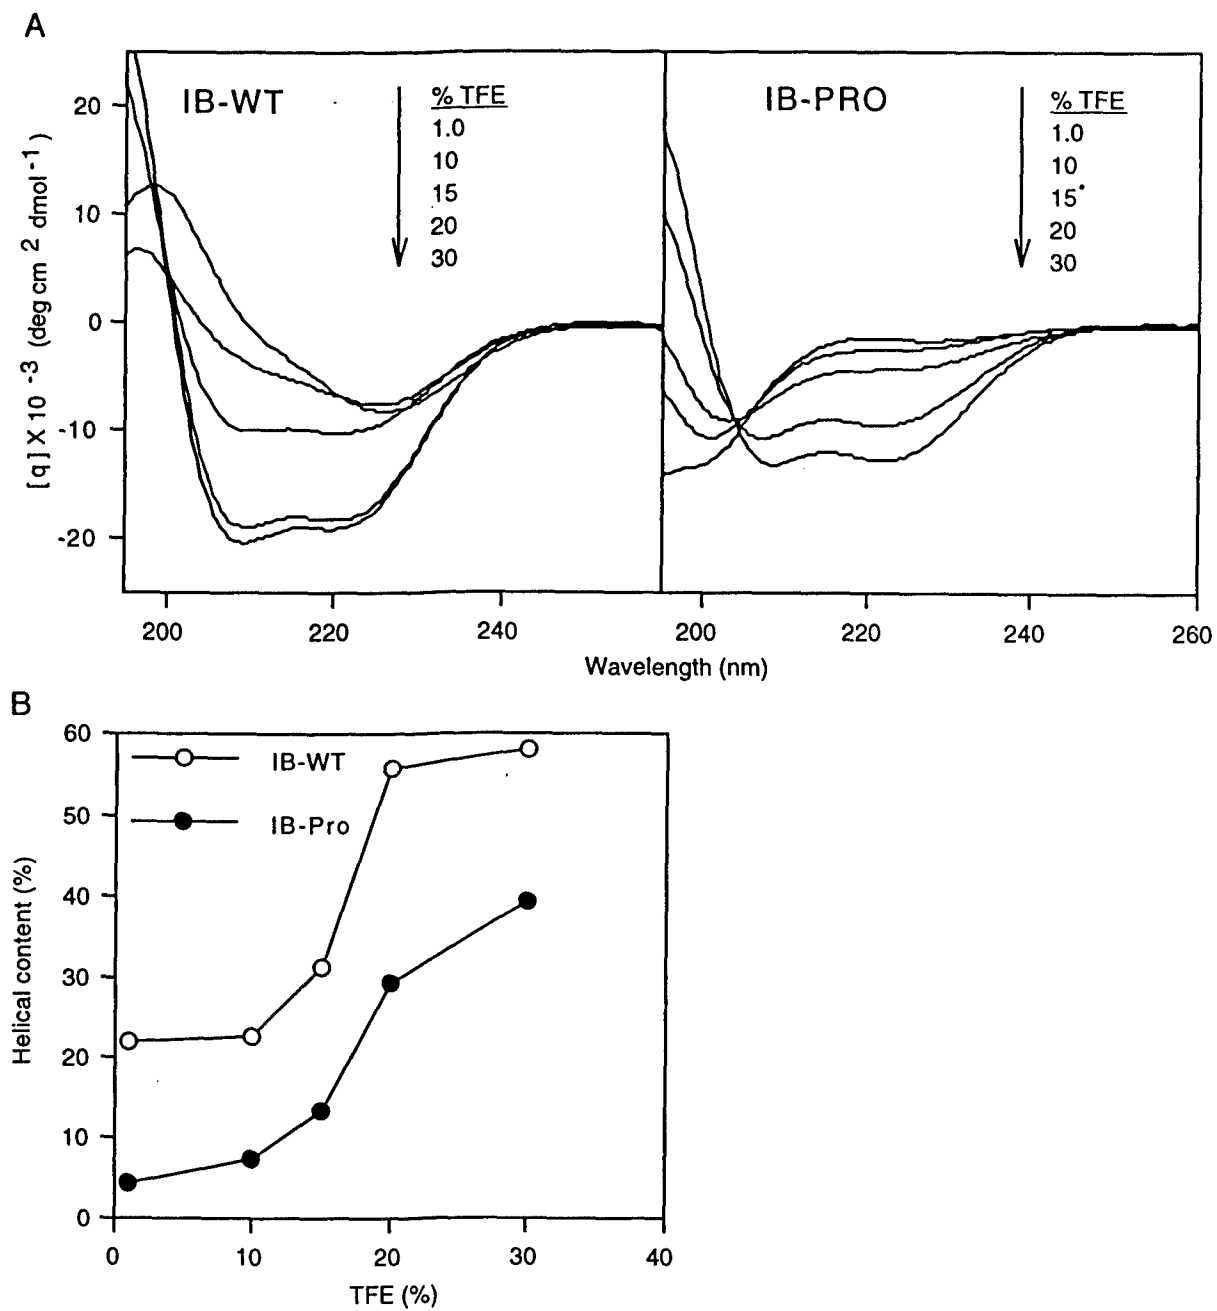 A
IB-WT
% TFE
1.0
10
15
20
30
IB-PRO
% TFE
1.0
10
15
20
30
20
10
0
-10
-20
[q] X 10 -3 (deg cm 2 dmol -1)
200
220
240
200
220
240
260
Wavelength (nm)
B
IB-WT
IB-Pro
60
50
40
30
20
10
0
Helical content (%)
0
10
20
30
40
TFE (%)